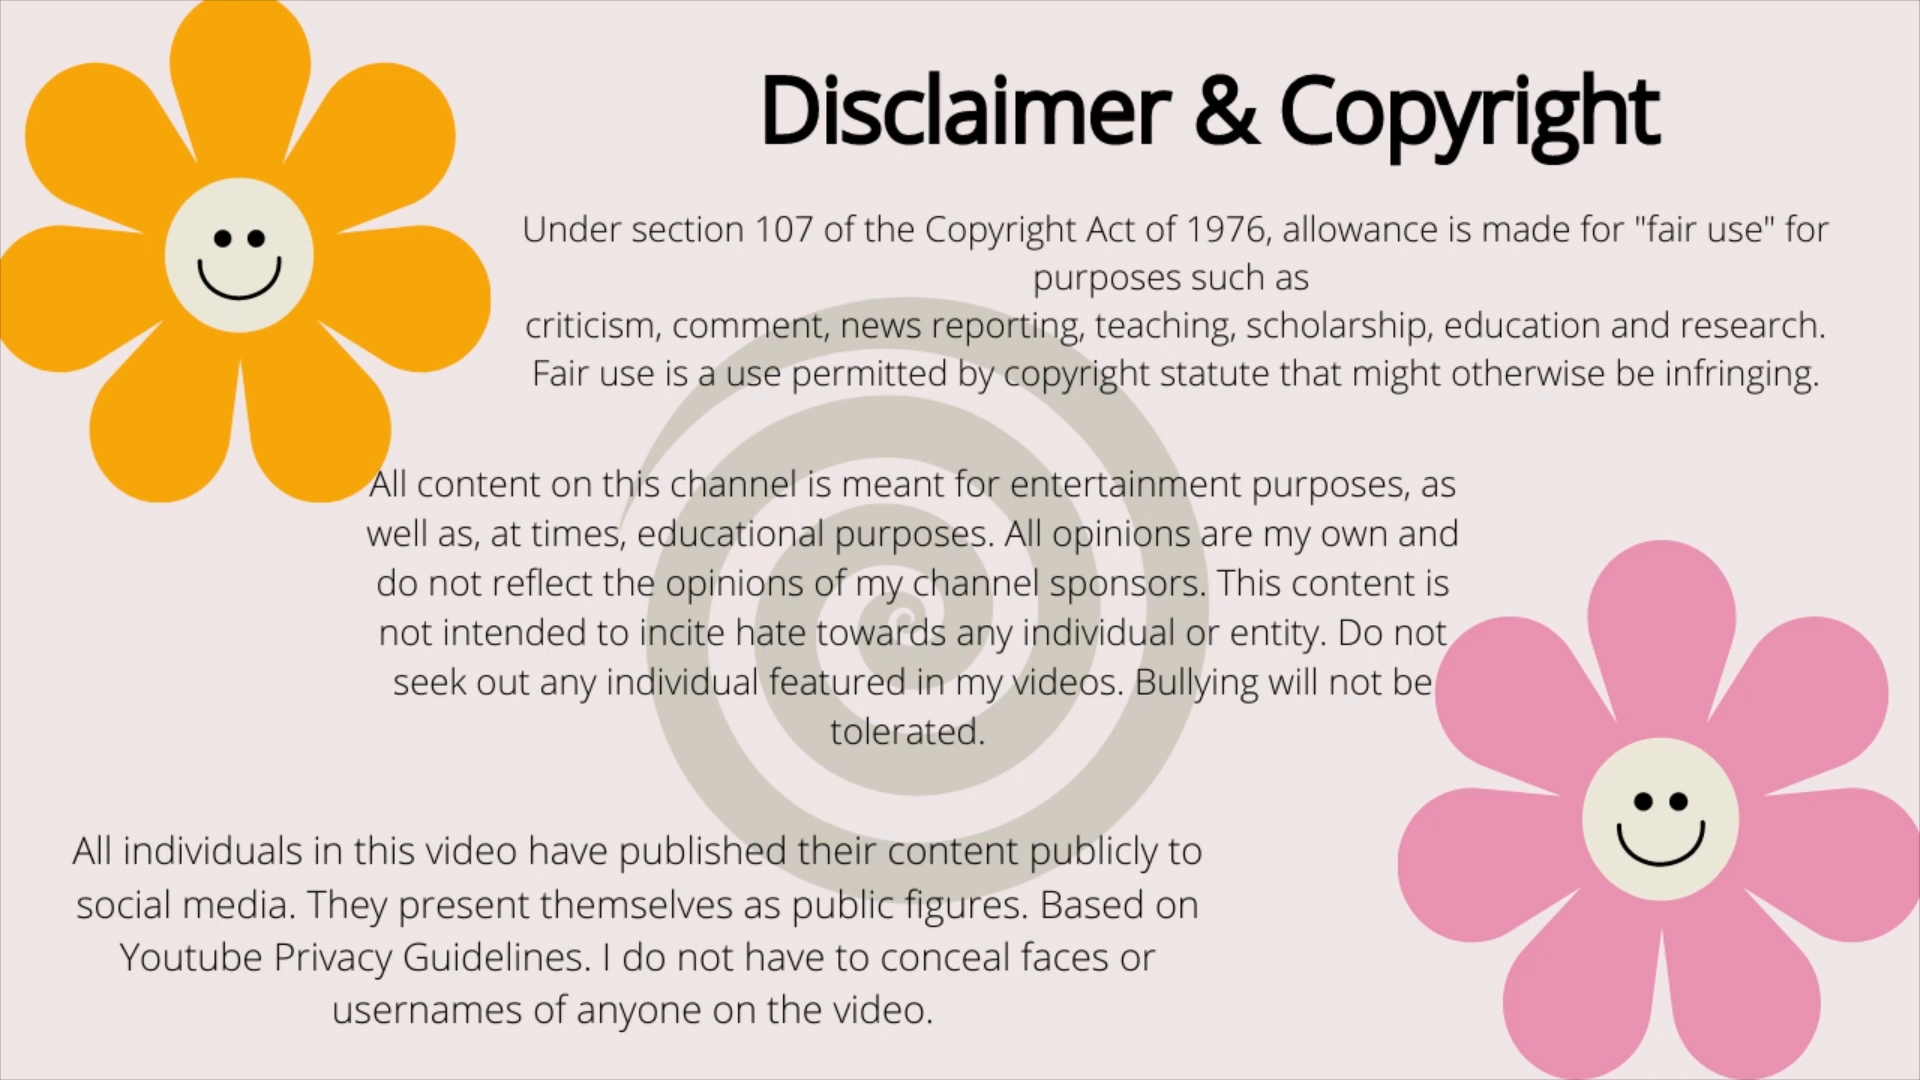 Disclaimer & Copyright
Under section 107 of the Copyright Act of 1976, allowance is made for "fair use" for
purposes such as
criticism, comment, news reporting, teaching, scholarship, education and research.
Fair use is a use permitted by copyright statute that might otherwise be infringing.
All content on this channel is meant for entertainment purposes, as
well as, at times, educational purposes. All opinions are my own and
do not reflect the opinions of my channel sponsors. This content is
not intended to incite hate towards any individual or entity. Do not
seek out any individual featured in my videos. Bullying will not be
tolerated.
All individuals in this video have published their content publicly to
social media. They present themselves as public figures. Based on
Youtube Privacy Guidelines. I do not have to conceal faces or
usernames of anyone on the video.